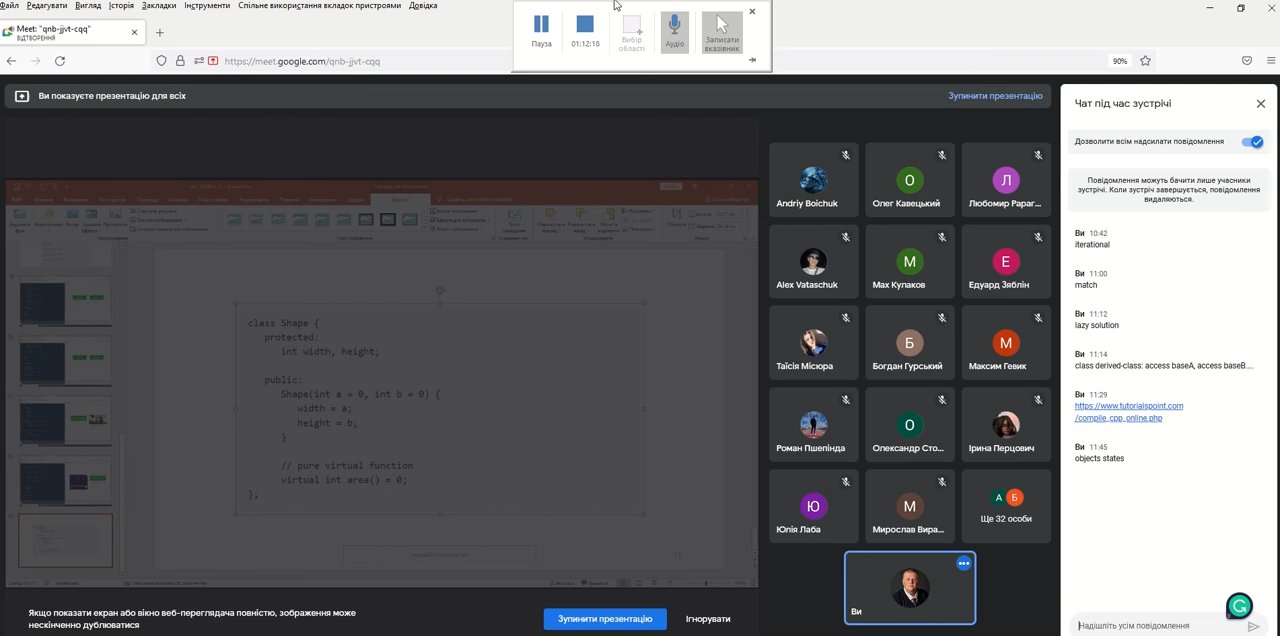 Файл Редагувати Вигляд Історія Закладки Інструменти Спільне використання вкладок пристроями Довідка
Пауза
01:12:18
Вибір
області
Аудіо
Записати
вказівник
Meet: "qnb-jjvt-cqq"
ВІДТВОРЕННЯ
https://meet.google.com/qnb-jjvt-cqq
90%
Ви показуєте презентацію для всіх
Зупинити презентацію
class Shape {
protected:
int width, height;
public:
Shape(int a = 0, int b = 0) {
width = a;
height = b;
}
// pure virtual function
virtual int area() = 0;
};
Andriy Boichuk
Олег Кавецький
Любомир Рараг...
Alex Vataschuk
Мах Кулаков
Едуард Зяблін
Таїсія Місюра
Богдан Гурський
Максим Гевик
Роман Пшепінда
Олександр Сто...
Ірина Перцович
Юлія Лаба
Мирослав Вира...
Ще 32 особи
Ви
О
Л
М
Е
Б
М
О
Ю
М
А
Б
Якщо показати екран або вікно веб-переглядача повністю, зображення може
нескінченно дублюватися
Зупинити презентацію
Ігнорувати
Чат під час зустрічі
Дозволити всім надсилати повідомлення
Повідомлення можуть бачити лише учасники
зустрічі. Коли зустріч завершується, повідомлення
видаляються.
Ви 10:42
iterational
Ви 11:00
match
Ви 11:12
lazy solution
Ви 11:14
class derived-class: access baseA, access baseB....
Ви 11:29
https://www.tutorialspoint.com
/compile_cpp_online.php
Ви 11:45
objects states
Надішліть усім повідомлення